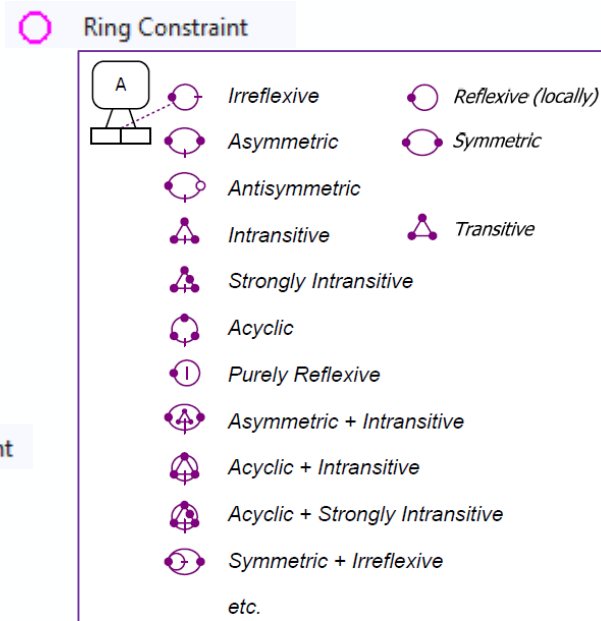 Ring Constraint
A
Irreflexive
Reflexive (locally)
Asymmetric
Symmetric
Antisymmetric
Intransitive
Transitive
Strongly Intransitive
Acyclic
Purely Reflexive
Asymmetric + Intransitive
nt
Acyclic + Intransitive
Acyclic + Strongly Intransitive
Symmetric + Irreflexive
etc.